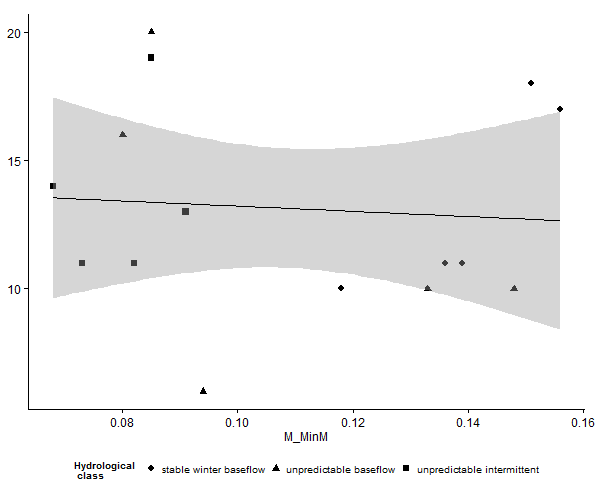 20
15
10
0.08 0.10 0.12 0.14 0.16
M_MinM
Hydrological
class
stable winter baseflow unpredictable baseflow unpredictable intermittent